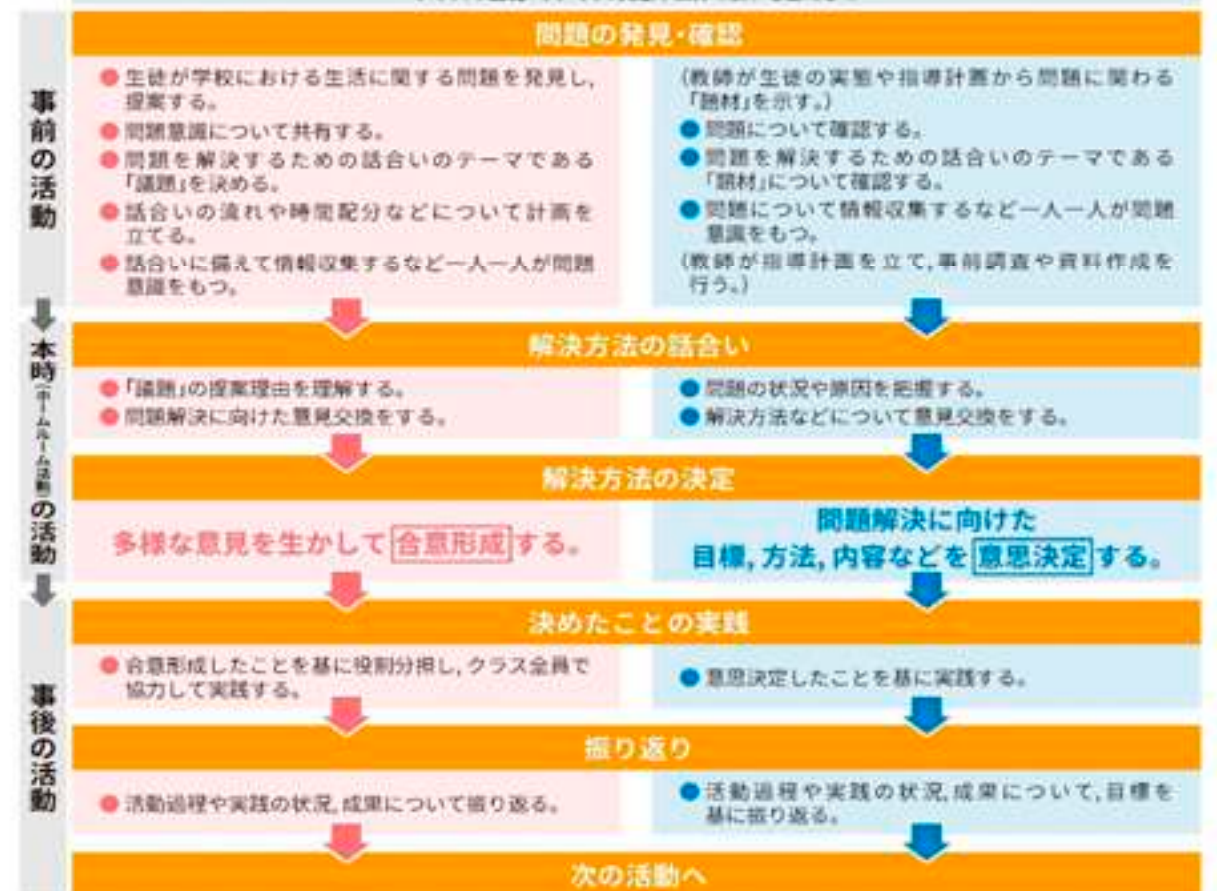 問題の発見・確認
事前の活動
●生徒が学校における生活に関する問題を発見し,
提案する。
●問題意識について共有する。
●問題を解決するための話合いのテーマである
「議題」を決める。
●話合いの流れや時間配分などについて計画を
立てる。
●話合いに備えて情報収集するなど一人一人が問題
意識をもつ。
(教師が生徒の実態や指導計画から問題に関わる
「題材」を示す。)
●問題について確認する。
●問題を解決するための話合いのテーマである
「題材」について確認する。
●問題について情報収集するなど一人一人が問題
意識をもつ。
(教師が指導計画を立て,事前調査や資料作成を
行う。)
本時(ホームルーム活動)の活動
解決方法の話合い
●「議題」の提案理由を理解する。
●問題解決に向けた意見交換をする。
●問題の状況や原因を把握する。
●解決方法などについて意見交換をする。
解決方法の決定
多様な意見を生かして合意形成する。
問題解決に向けた
目標,方法,内容などを意思決定する。
事後の活動
決めたことの実践
●合意形成したことを基に役割分担し,クラス全員で
協力して実践する。
●意思決定したことを基に実践する。
振り返り
●活動過程や実践の状況,成果について振り返る。
●活動過程や実践の状況,成果について,目標を
基に振り返る。
次の活動へ